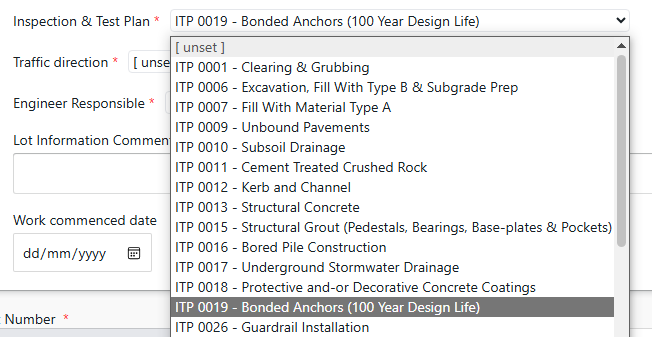 Inspection & Test Plan * ITP 0019 - Bonded Anchors (100 Year Design Life)
[ unset ]
ITP 0001 - Clearing & Grubbing
Traffic direction * [ unse
ITP 0006 - Excavation, Fill With Type B & Subgrade Prep
Engineer Responsible *
ITP 0007 - Fill With Material Type A
ITP 0009 - Unbound Pavements
Lot Information Commen
ITP 0010 - Subsoil Drainage
ITP 0011 - Cement Treated Crushed Rock
ITP 0012 - Kerb and Channel
ITP 0013 - Structural Concrete
Work commenced date
ITP 0015 - Structural Grout (Pedestals, Bearings, Base-plates & Pockets)
ITP 0016 - Bored Pile Construction
dd/mm/yyyy
ITP 0017 - Underground Stormwater Drainage
ITP 0018 - Protective and-or Decorative Concrete Coatings
ITP 0019 - Bonded Anchors (100 Year Design Life)
Number *
ITP 0026 - Guardrail Installation